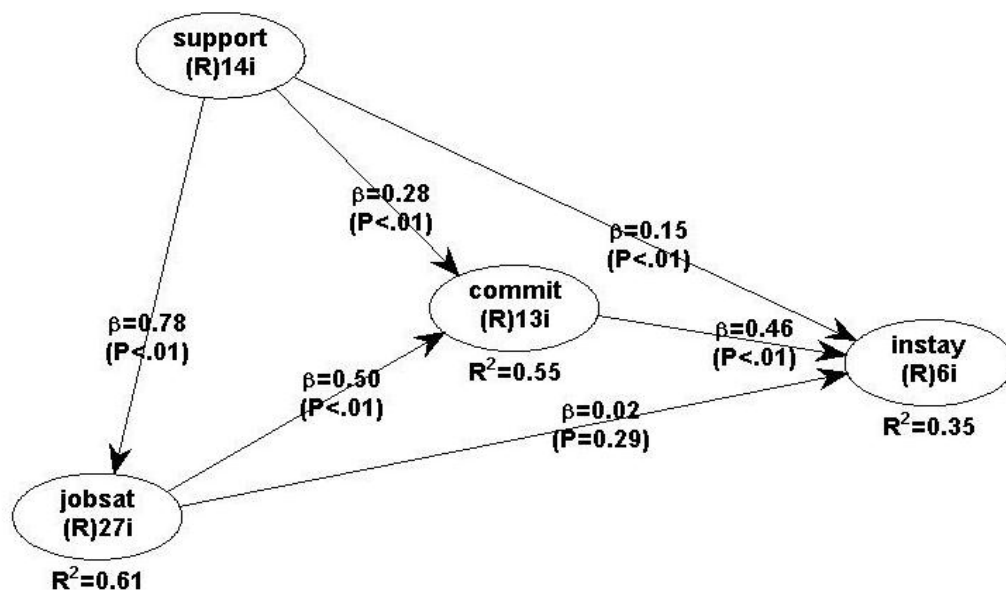 support
(R)14i
β=0.28
(P<.01)
β=0.15
(P<.01)
commit
(R)13i
R²=0.55
β=0.78
(P<.01)
β=0.46
(P<.01)
instay
(R)6i
R²=0.35
β=0.50
(P<.01)
β=0.02
(P=0.29)
jobsat
(R)27i
R²=0.61